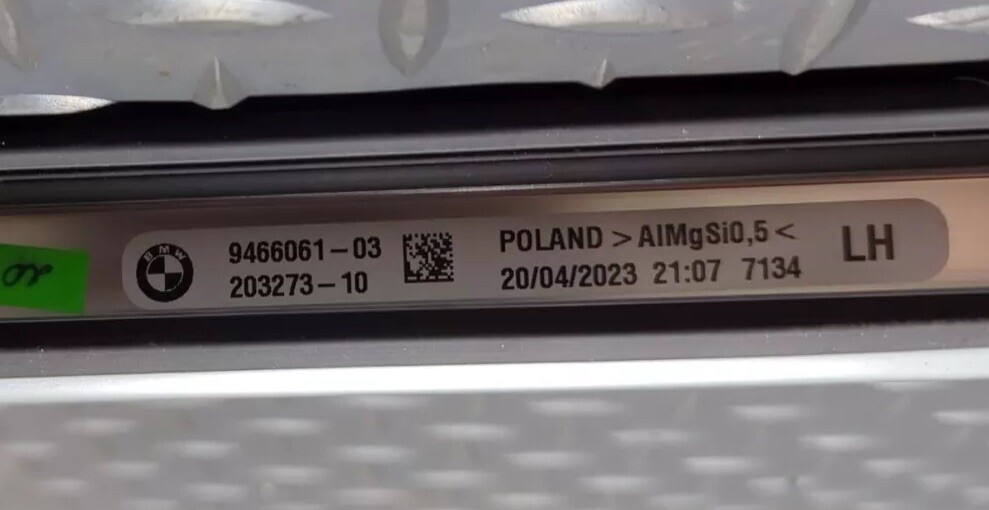 BMW
9466061-03
203273-10
POLAND >AlMgSi0,5<
20/04/2023 21:07 7134
LH